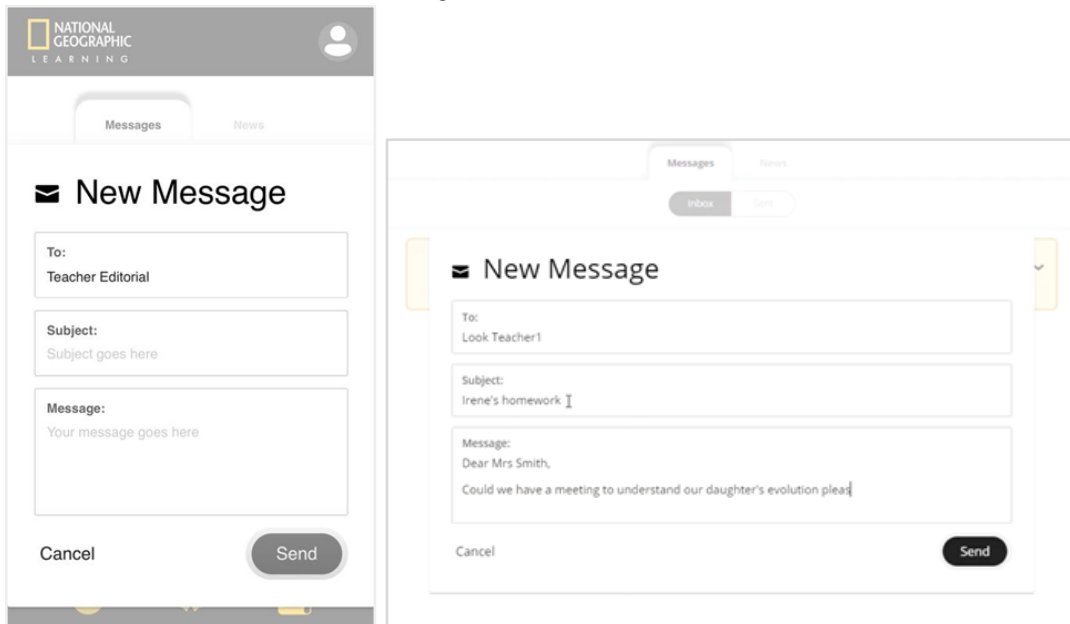 NATIONAL
GEOGRAPHIC
LEARNING
Messages News
New Message
To:
Teacher Editorial
Subject:
Subject goes here
Message:
Your message goes here
Cancel Send
Messages News
Inbox Sent
New Message
To:
Look Teacher1
Subject:
Irene's homework
Message:
Dear Mrs Smith,
Could we have a meeting to understand our daughter's evolution pleas
Cancel Send